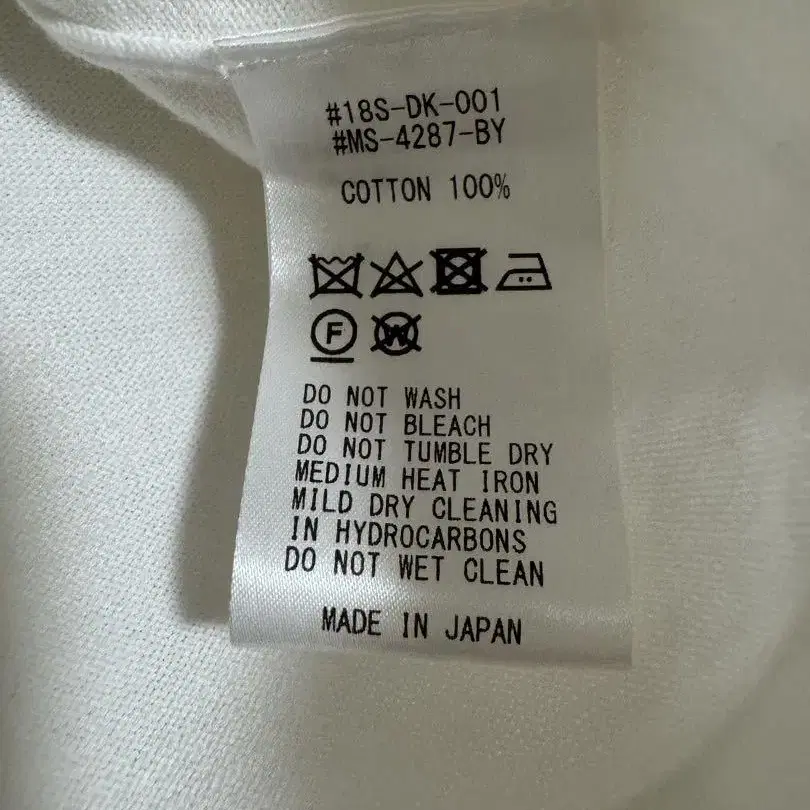 #18S-DK-001
#MS-4287-BY
COTTON 100%
F W
DO NOT WASH
DO NOT BLEACH
DO NOT TUMBLE DRY
MEDIUM HEAT IRON
MILD DRY CLEANING
IN HYDROCARBONS
DO NOT WET CLEAN
MADE IN JAPAN